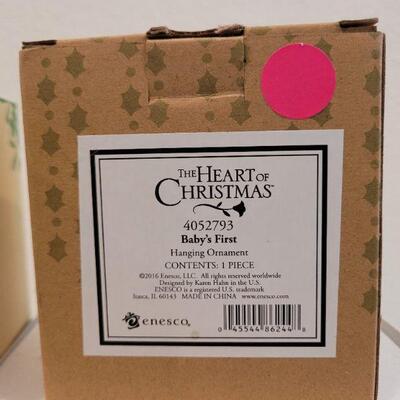 THE HEART OF
CHRISTMAS™
4052793
Baby's First
Hanging Ornament
CONTENTS: 1 PIECE
©2016 Enesco, LLC. All rights reserved worldwide
Designed by Karen Hahn in the U.S.
ENESCO is a registered U.S. trademark
Itasca, IL 60143 MADE IN CHINA www.enesco.com
enesco.
0 45544 86244 8